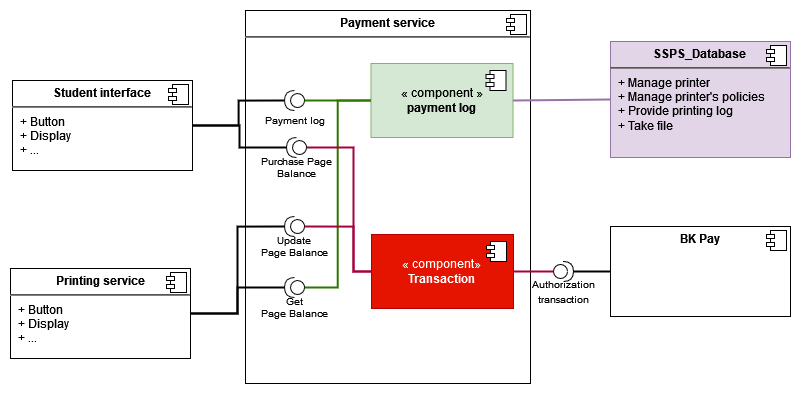 Payment service
Student interface
+ Button
+ Display
+ ...
Payment log
Purchase Page
Balance
« component »
payment log
SSPS_Database
+ Manage printer
+ Manage printer's policies
+ Provide printing log
+ Take file
Printing service
+ Button
+ Display
+ ...
Update
Page Balance
Get
Page Balance
« component»
Transaction
Authorization
transaction
BK Pay